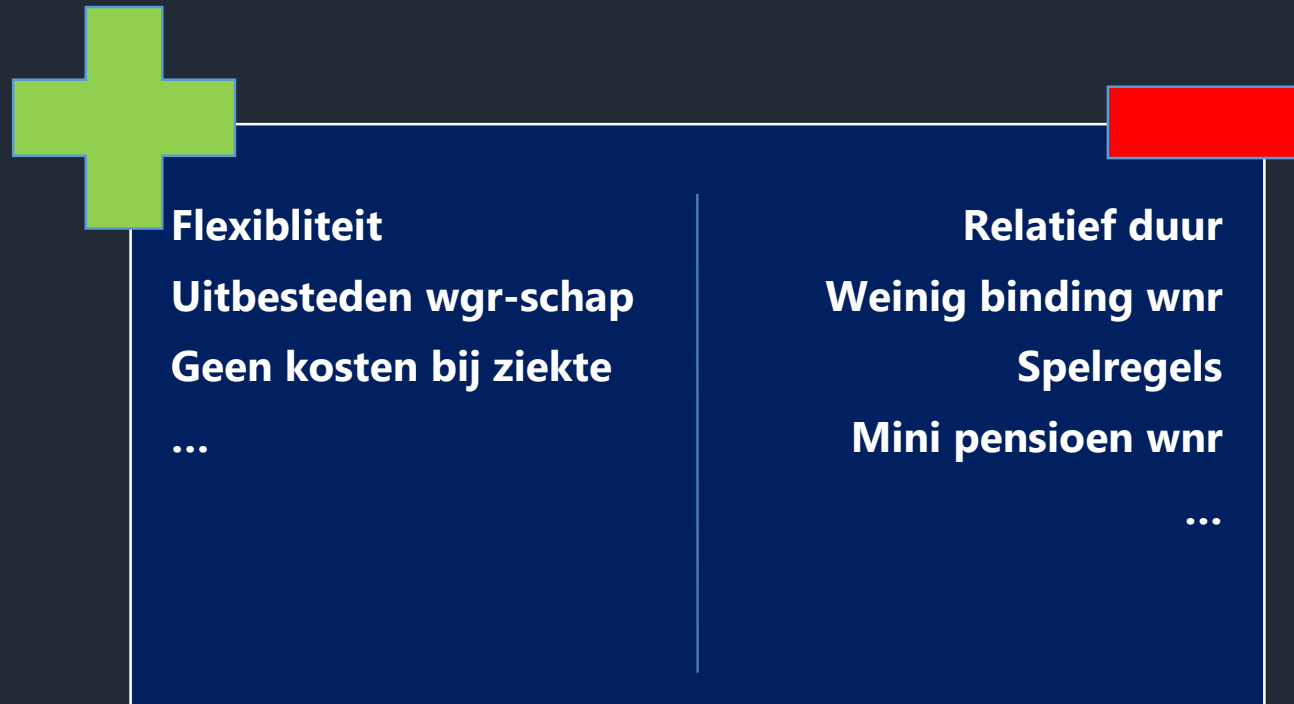 Flexibliteit
Uitbesteden wgr-schap
Geen kosten bij ziekte
...
Relatief duur
Weinig binding wnr
Spelregels
Mini pensioen wnr
...